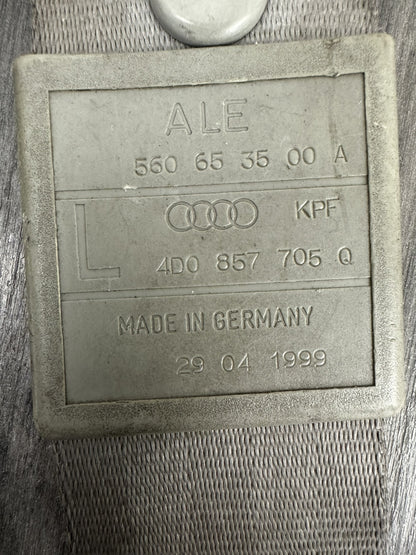 ALE
560 65 35 00 A
L KPF
4D0 857 705 Q
MADE IN GERMANY
29 04 1999